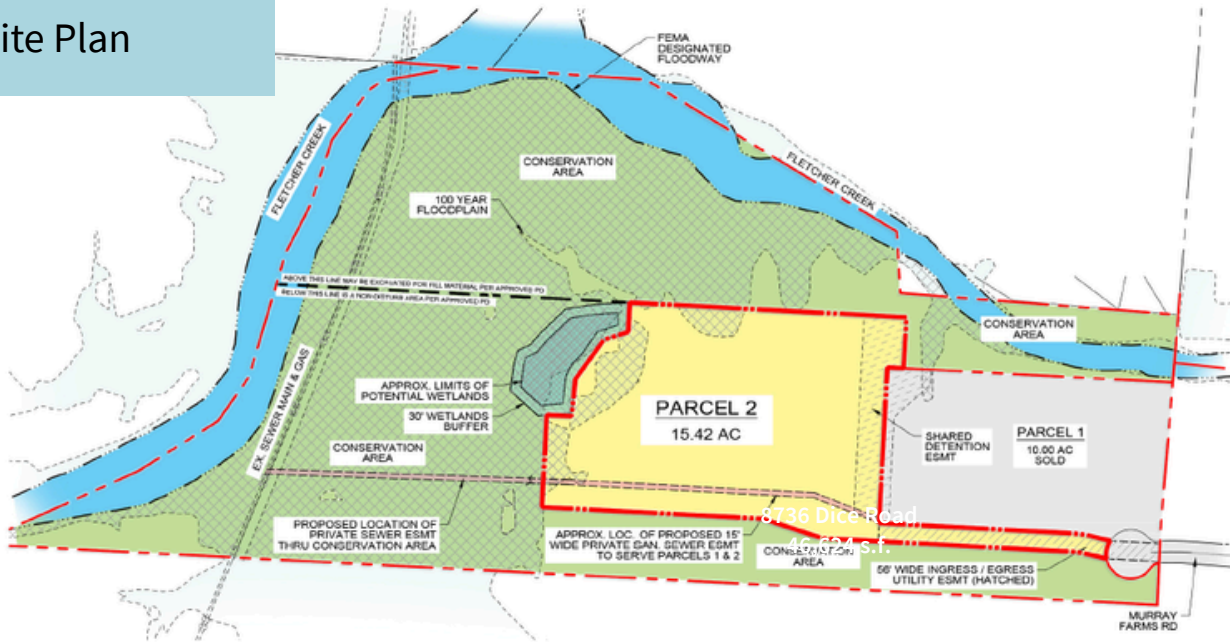 ite Plan
FEMA
DESIGNATED
FLOODWAY
FLETCHER CREEK
CONSERVATION
AREA
FLETCHER CREEK
100 YEAR
FLOODPLAIN
ABOVE THIS LINE MAY BE EXCAVATED FOR FILL MATERIAL PER APPROVED PD
BELOW THIS LINE IS A NON-DISTURB AREA PER APPROVED PD
CONSERVATION
AREA
APPROX. LIMITS OF
POTENTIAL WETLANDS
30' WETLANDS
BUFFER
EX. SEWER MAIN & GAS
PARCEL 2
15.42 AC
SHARED
DETENTION
ESMT
PARCEL 1
10.00 AC
SOLD
CONSERVATION
AREA
PROPOSED LOCATION OF
PRIVATE SEWER ESMT
THRU CONSERVATION AREA
APPROX. LOC. OF PROPOSED 15'
WIDE PRIVATE SAN. SEWER ESMT
TO SERVE PARCELS 1 & 2
8736 Dice Road
46,624 s.f.
CONSERVATION
AREA
56' WIDE INGRESS / EGRESS
UTILITY ESMT (HATCHED)
MURRAY
FARMS RD